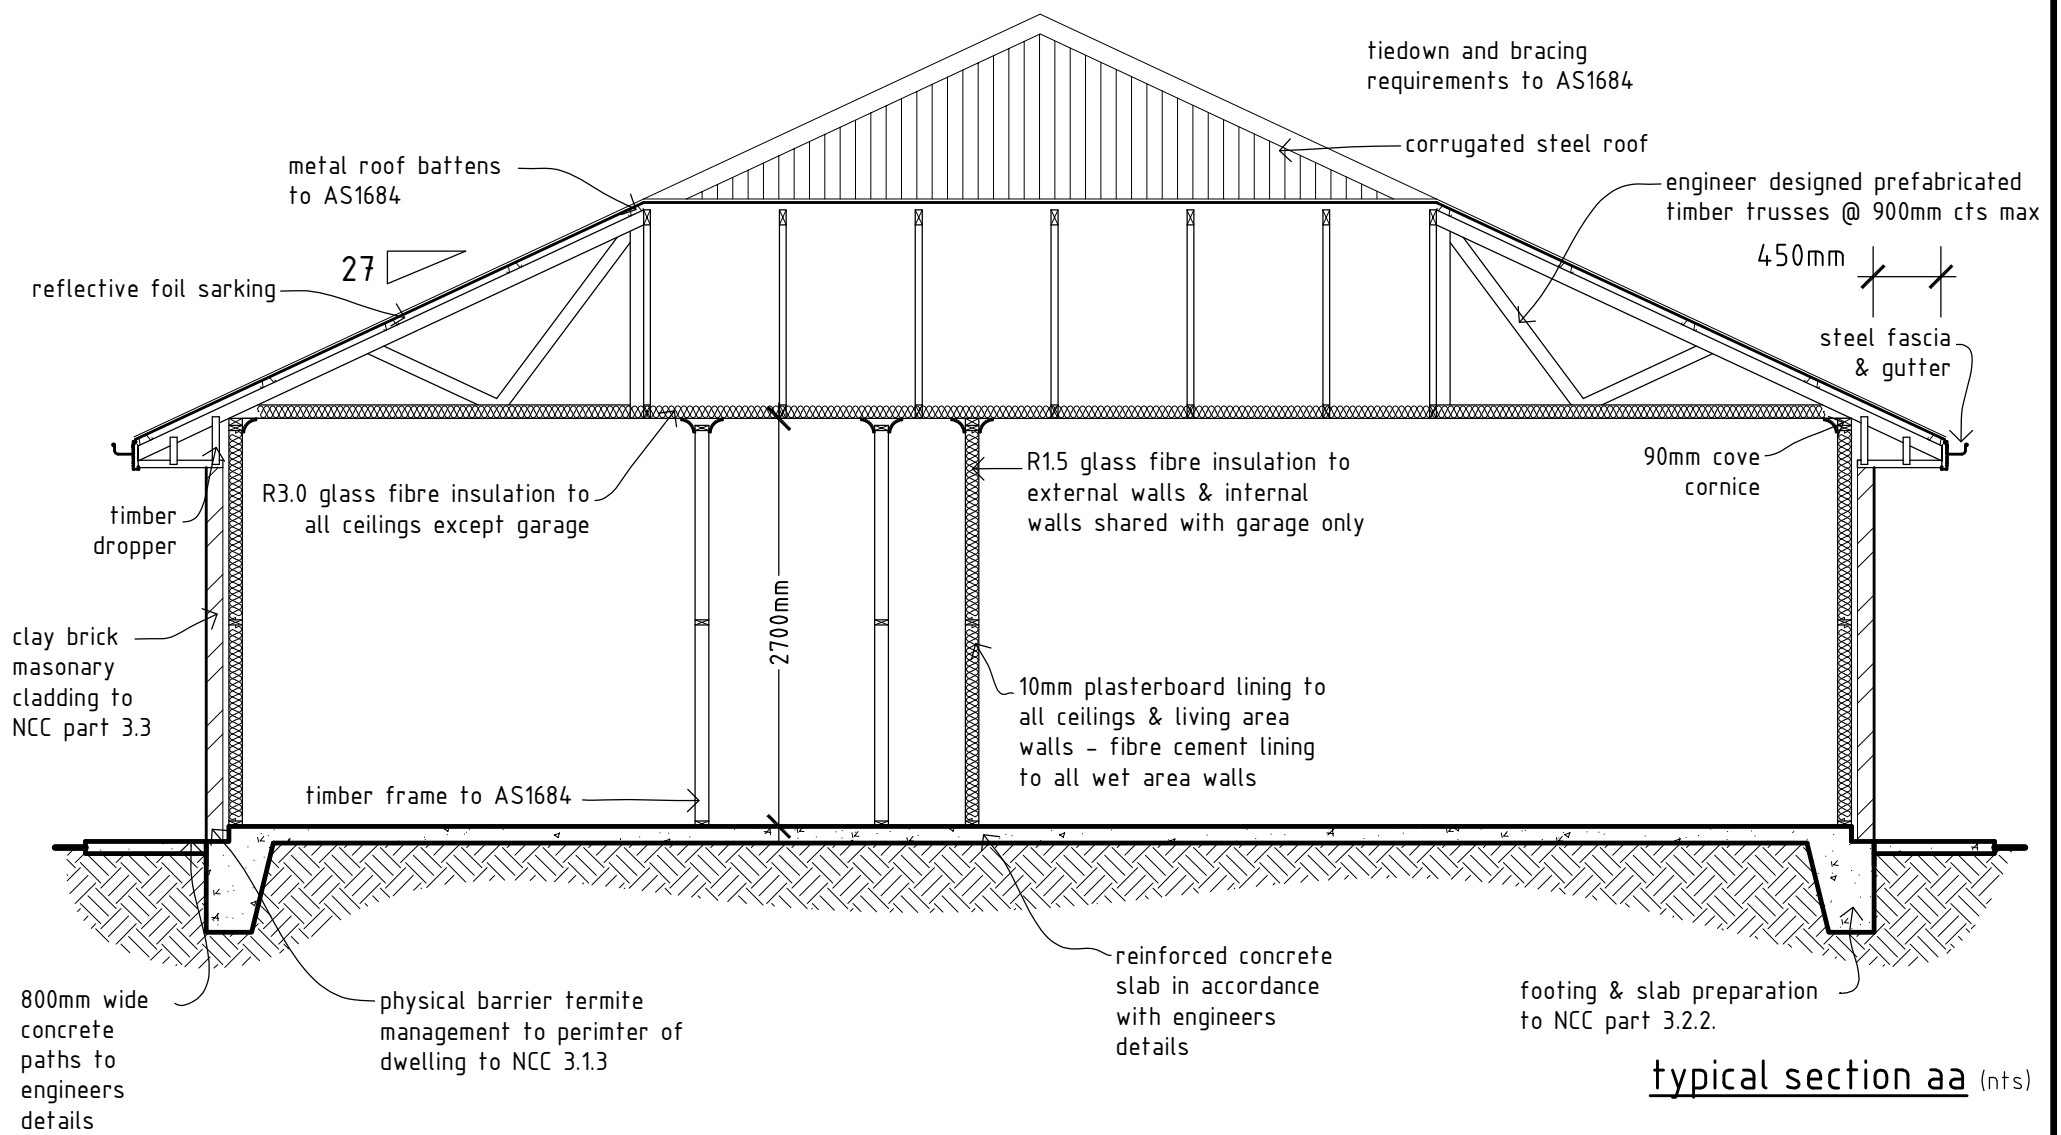 tiedown and bracing
requirements to AS1684
corrugated steel roof
metal roof battens
to AS1684
engineer designed prefabricated
timber trusses @ 900mm cts max
27
450mm
reflective foil sarking
steel fascia
& gutter
R3.0 glass fibre insulation to
all ceilings except garage
R1.5 glass fibre insulation to
external walls & internal
walls shared with garage only
90mm cove
cornice
timber
dropper
2700mm
clay brick
masonary
cladding to
NCC part 3.3
10mm plasterboard lining to
all ceilings & living area
walls - fibre cement lining
to all wet area walls
timber frame to AS1684
800mm wide
concrete
paths to
engineers
details
physical barrier termite
management to perimter of
dwelling to NCC 3.1.3
reinforced concrete
slab in accordance
with engineers
details
footing & slab preparation
to NCC part 3.2.2.
typical section aa (nts)